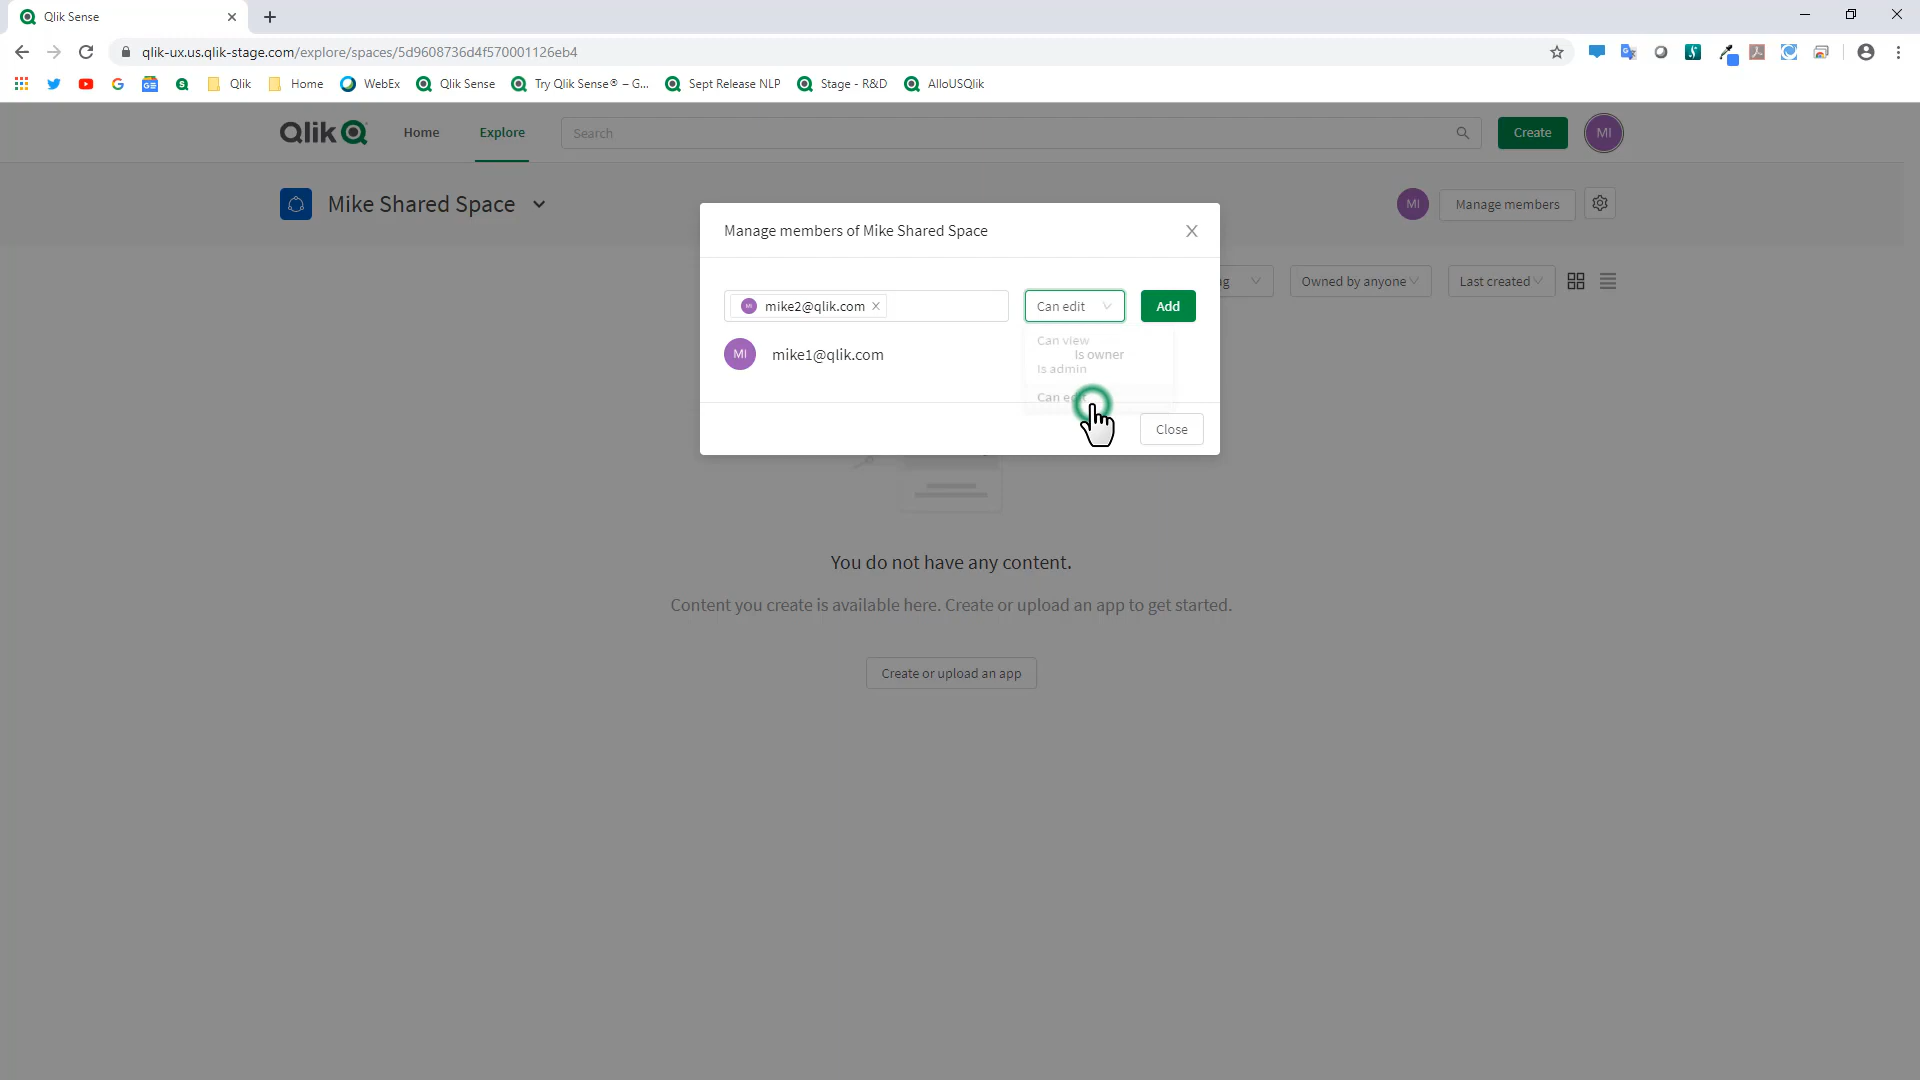 Qlik Sense
qlik-ux.us.qlik-stage.com/explore/spaces/5d9608736d4f570001126eb4
Qlik Home WebEx Qlik Sense Try Qlik Sense® – G... Sept Release NLP Stage - R&D AlloUSQlik
Qlik Home Explore Search Create MI
Mike Shared Space MI Manage members
Manage members of Mike Shared Space
Owned by anyone Last created
mike2@qlik.com Can edit Add
Can view
MI mike1@qlik.com Is owner
Is admin
Can edit
Close
You do not have any content.
Content you create is available here. Create or upload an app to get started.
Create or upload an app